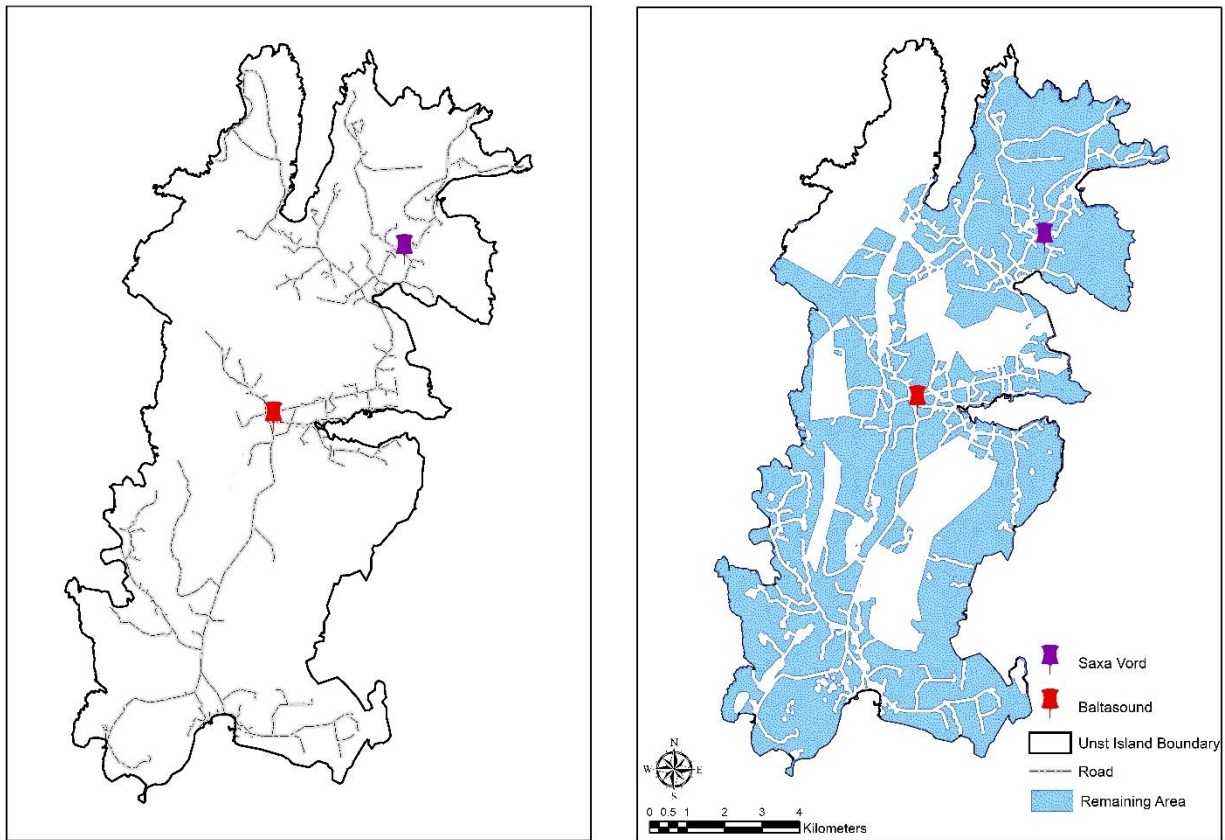 Saxa Vord
Baltasound
Unst Island Boundary
Road
Remaining Area
N
W E
S
0 0.5 1 2 3 4
Kilometers